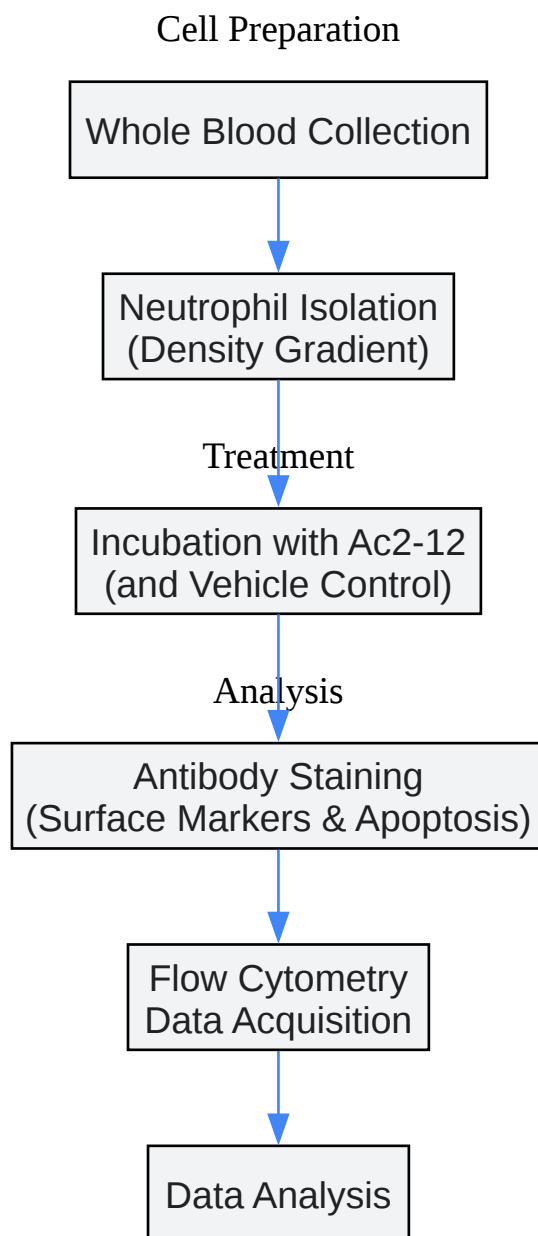 Cell Preparation
Whole Blood Collection
Neutrophil Isolation
(Density Gradient)
Treatment
Incubation with Ac2-12
(and Vehicle Control)
Analysis
Antibody Staining
(Surface Markers & Apoptosis)
Flow Cytometry
Data Acquisition
Data Analysis